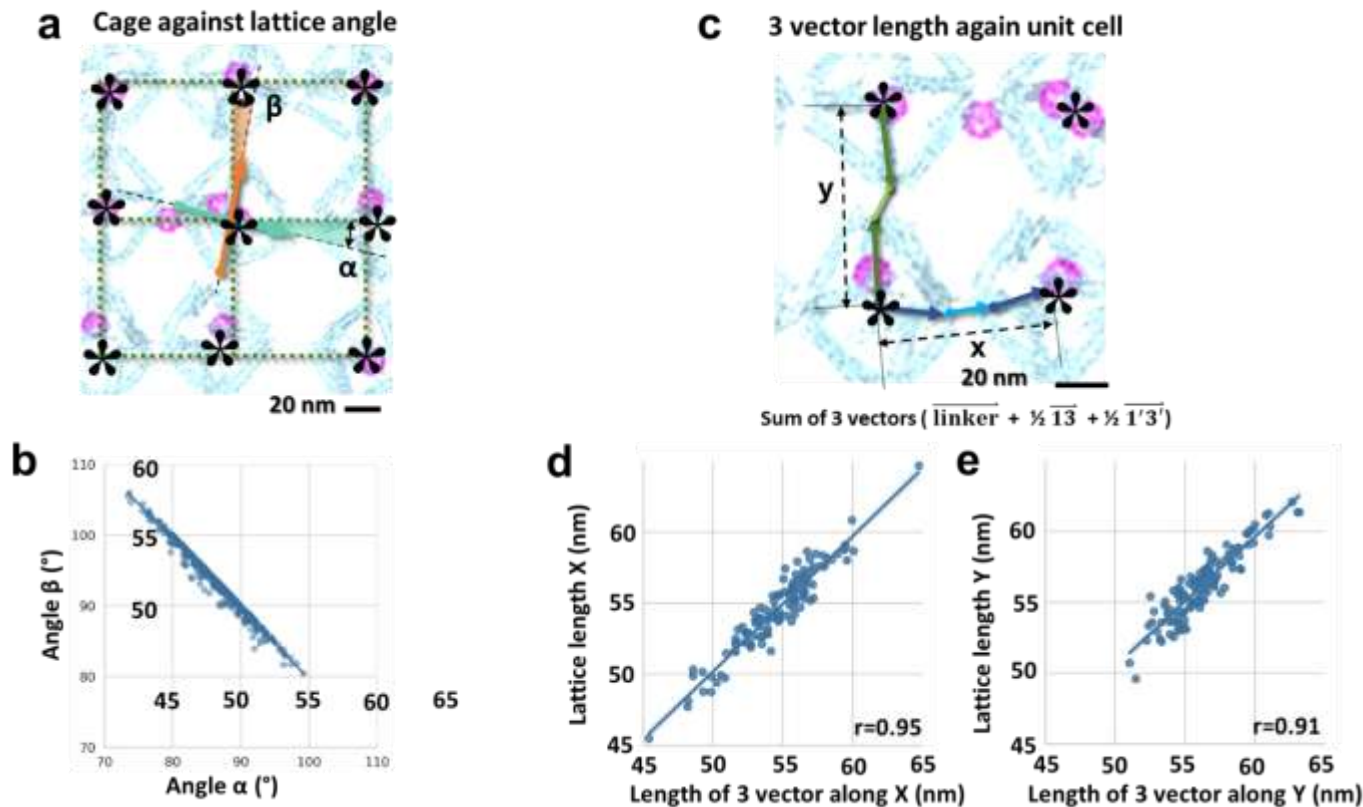 a Cage against lattice angle
β
α
20 nm
c 3 vector length again unit cell
y
x
20 nm
Sum of 3 vectors ( linker + ½ 13 + ½ 1'3')
b
110
100
90
80
70
60
55
50
45 50 55 60 65
70 80 90 100 110
Angle β (°)
Angle α (°)
d
Lattice length X (nm)
60
55
50
45
r=0.95
45 50 55 60 65
Length of 3 vector along X (nm)
e
Lattice length Y (nm)
60
55
50
45
r=0.91
45 50 55 60 65
Length of 3 vector along Y (nm)